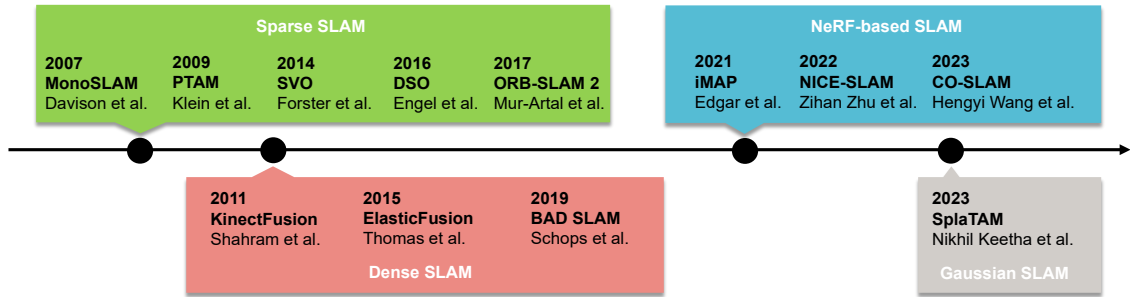 Sparse SLAM
2007
MonoSLAM
Davison et al.
2009
PTAM
Klein et al.
2014
SVO
Forster et al.
2016
DSO
Engel et al.
2017
ORB-SLAM 2
Mur-Artal et al.
NeRF-based SLAM
2021
iMAP
Edgar et al.
2022
NICE-SLAM
Zihan Zhu et al.
2023
CO-SLAM
Hengyi Wang et al.
2011
KinectFusion
Shahram et al.
2015
ElasticFusion
Thomas et al.
2019
BAD SLAM
Schops et al.
Dense SLAM
2023
SplaTAM
Nikhil Keetha et al.
Gaussian SLAM